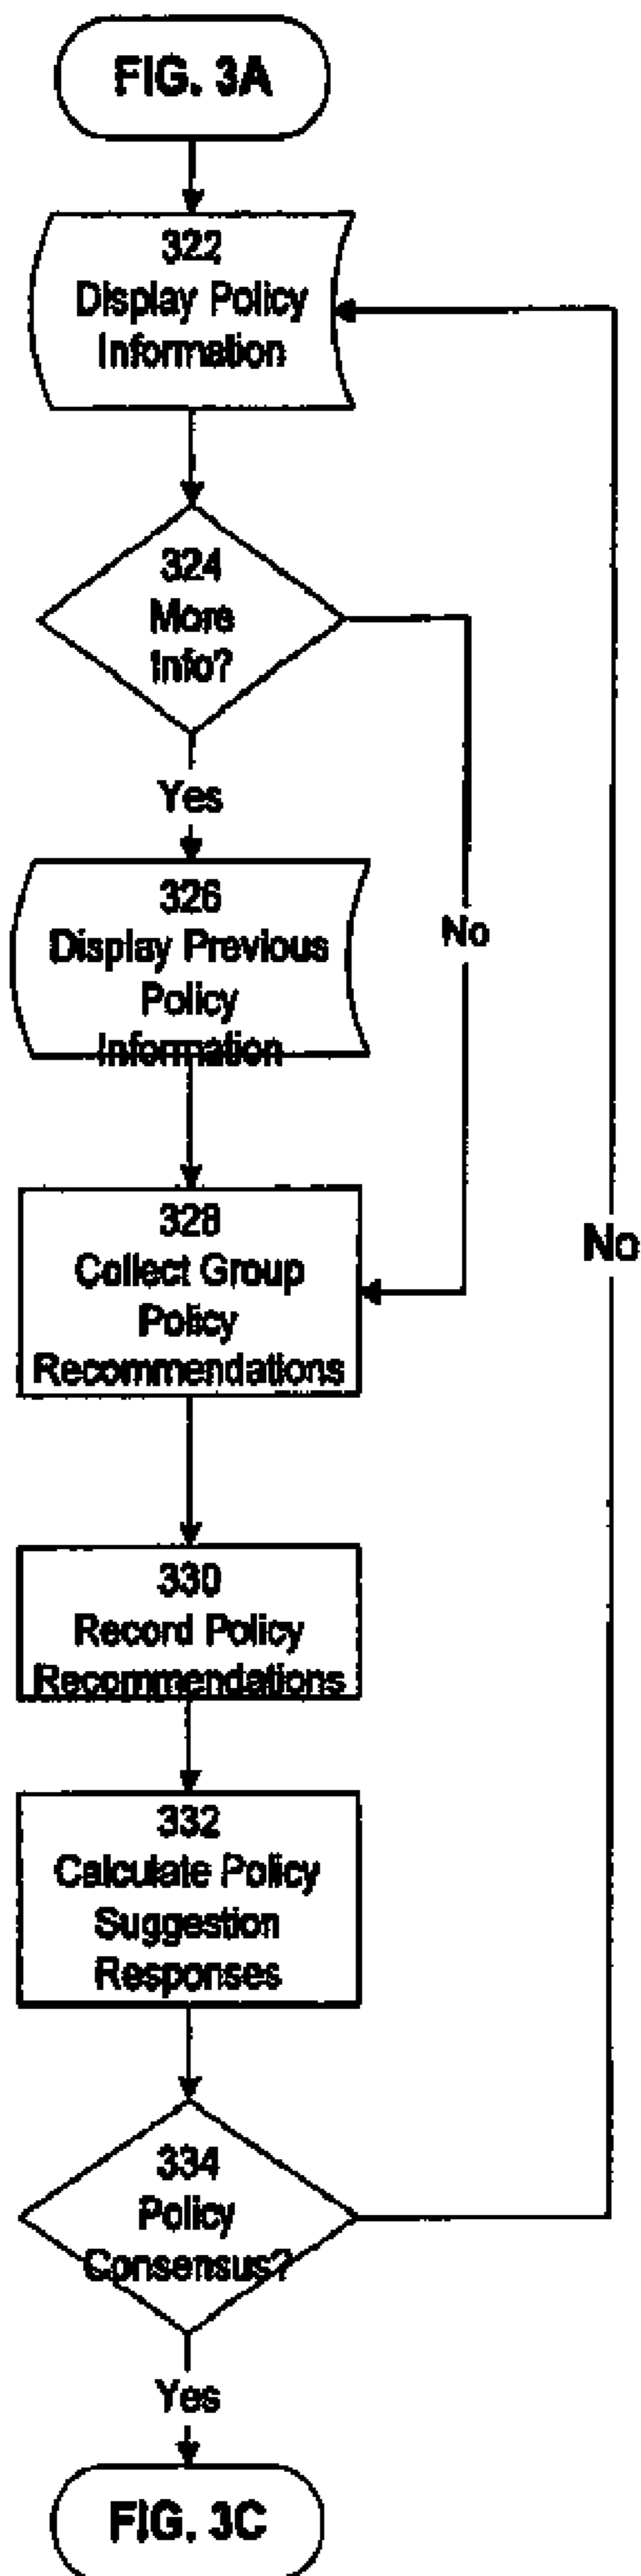 FIG. 3A
322
Display Policy
Information
324
More
Info?
Yes
326
Display Previous
Policy
Information
No
328
Collect Group
Policy
Recommendations
No
330
Record Policy
Recommendations
332
Calculate Policy
Suggestion
Responses
334
Policy
Consensus?
Yes
FIG. 3C